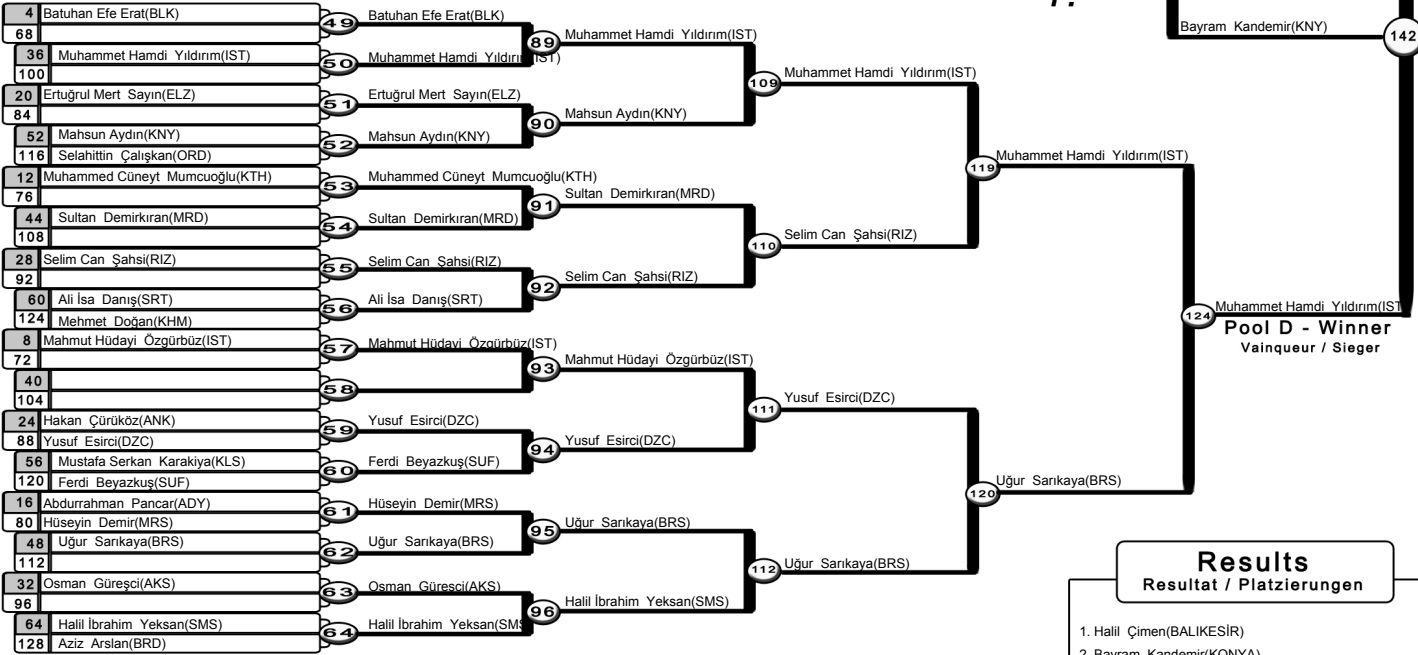 4 Batuhan Efe Erat(BLK)
68
36 Muhammet Hamdi Yıldırım(IST)
100
20 Ertuğrul Mert Sayın(ELZ)
84
52 Mahsun Aydın(KNY)
116 Selahittin Çalışkan(ORD)
12 Muhammed Cüneyt Mumcuoğlu(KTH)
76
44 Sultan Demirkıran(MRD)
108
28 Selim Can Şahsi(RIZ)
92
60 Ali İsa Danış(SRT)
124 Mehmet Doğan(KHM)
8 Mahmut Hüdayi Özgürbüz(IST)
72
40
104
24 Hakan Çürüköz(ANK)
88 Yusuf Esirci(DZC)
56 Mustafa Serkan Karakiya(KLS)
120 Ferdi Beyazkuş(SUF)
16 Abdurrahman Pancar(ADY)
80 Hüseyin Demir(MRS)
48 Uğur Sarıkaya(BRS)
112
32 Osman Güreşci(AKS)
96
64 Halil İbrahim Yeksan(SMS)
128 Aziz Arslan(BRD)
49 Batuhan Efe Erat(BLK)
50 Muhammet Hamdi Yıldırım(IST)
51 Ertuğrul Mert Sayın(ELZ)
52 Mahsun Aydın(KNY)
53 Muhammed Cüneyt Mumcuoğlu(KTH)
54 Sultan Demirkıran(MRD)
55 Selim Can Şahsi(RIZ)
56 Ali İsa Danış(SRT)
57 Mahmut Hüdayi Özgürbüz(IST)
58
59 Yusuf Esirci(DZC)
60 Ferdi Beyazkuş(SUF)
61 Hüseyin Demir(MRS)
62 Uğur Sarıkaya(BRS)
63 Osman Güreşci(AKS)
64 Halil İbrahim Yeksan(SMS
89 Muhammet Hamdi Yıldırım(IST)
90 Mahsun Aydın(KNY)
91 Sultan Demirkıran(MRD)
92 Selim Can Şahsi(RIZ)
93 Mahmut Hüdayi Özgürbüz(IST)
94 Yusuf Esirci(DZC)
95 Uğur Sarıkaya(BRS)
96 Halil İbrahim Yeksan(SMS)
109 Muhammet Hamdi Yıldırım(IST)
110 Selim Can Şahsi(RIZ)
111 Yusuf Esirci(DZC)
112 Uğur Sarıkaya(BRS)
119 Muhammet Hamdi Yıldırım(IST)
120 Uğur Sarıkaya(BRS)
124 Muhammet Hamdi Yıldırım(IST
Pool D - Winner
Vainqueur / Sieger
Bayram Kandemir(KNY)
142
Results
Resultat / Platzierungen
1. Halil Çimen(BALIKESİR)
2. Bayram Kandemir(KONYA)